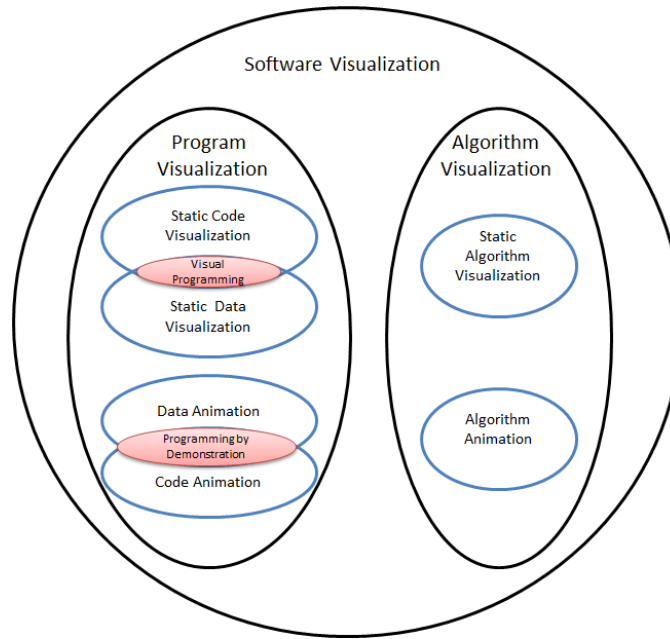 Software Visualization
Program
Visualization
Static Code
Visualization
Visual
Programming
Static Data
Visualization
Data Animation
Programming by
Demonstration
Code Animation
Algorithm
Visualization
Static
Algorithm
Visualization
Algorithm
Animation